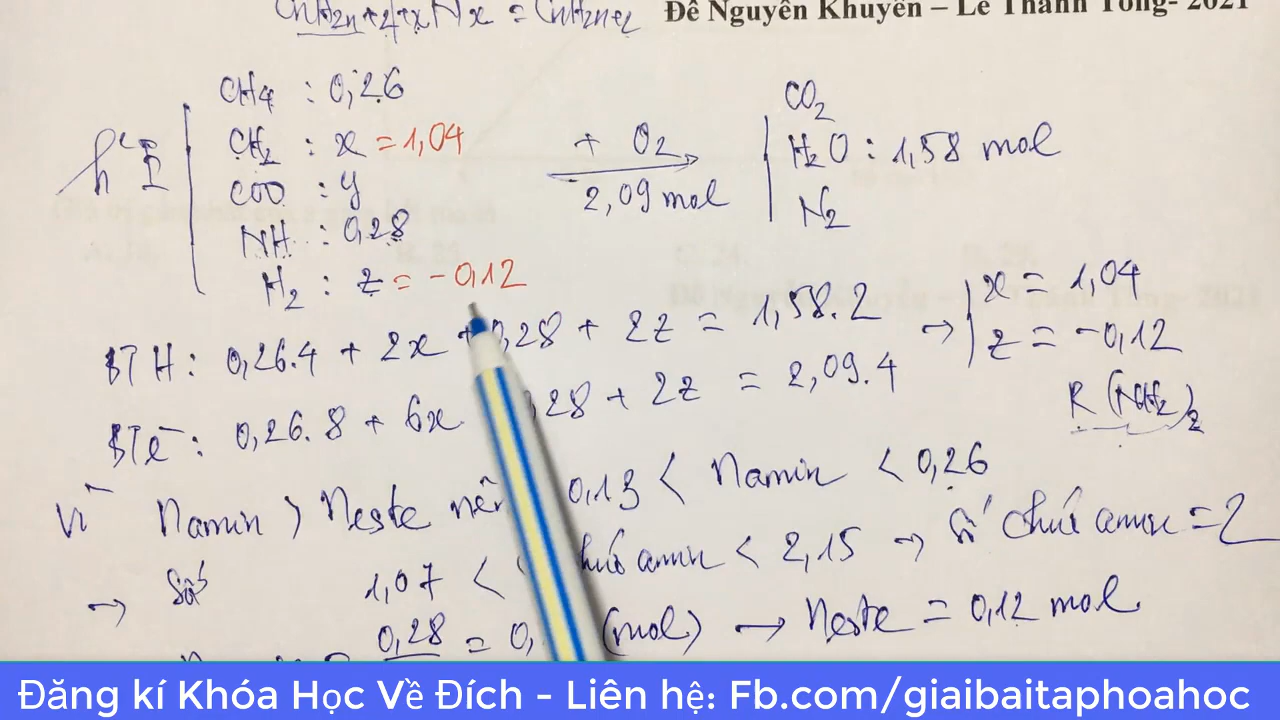 CnH2n+2+xNx = CnH2n+2
Đề Nguyễn Khuyến – Lê Thánh Tông- 2021
CH4 : 0,26
CH2 : x = 1,04
COO : y
NH : 0,28
H2 : z = -0,12
h² I
+ O2
2,09 mol
CO2
H2O : 1,58 mol
N2
BT H: 0,26.4 + 2x + 0,28 + 2z = 1,58.2
BTe⁻: 0,26.8 + 6x 28 + 2z = 2,09.4
→ x = 1,04
z = -0,12
R(NH2)2
Vì namin > neste nên 0,13 < namin < 0,26
→ Số 1,07 < chức amin < 2,15 → Số chức amin = 2
0,28 = 0, (mol) → neste = 0,12 mol
Đăng kí Khóa Học Về Đích - Liên hệ: Fb.com/giaibaitaphoahoc